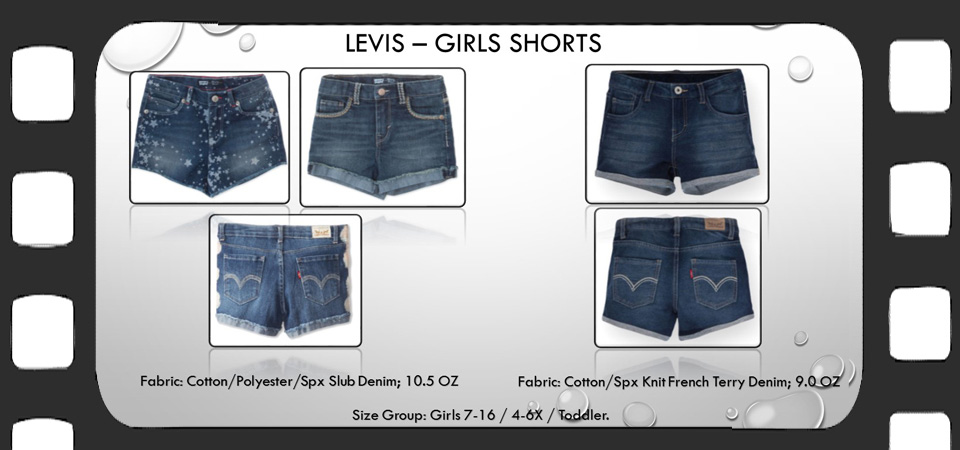 LEVIS – GIRLS SHORTS
Fabric: Cotton/Polyester/Spx Slub Denim; 10.5 OZ
Fabric: Cotton/Spx Knit French Terry Denim; 9.0 OZ
Size Group: Girls 7-16 / 4-6X / Toddler.